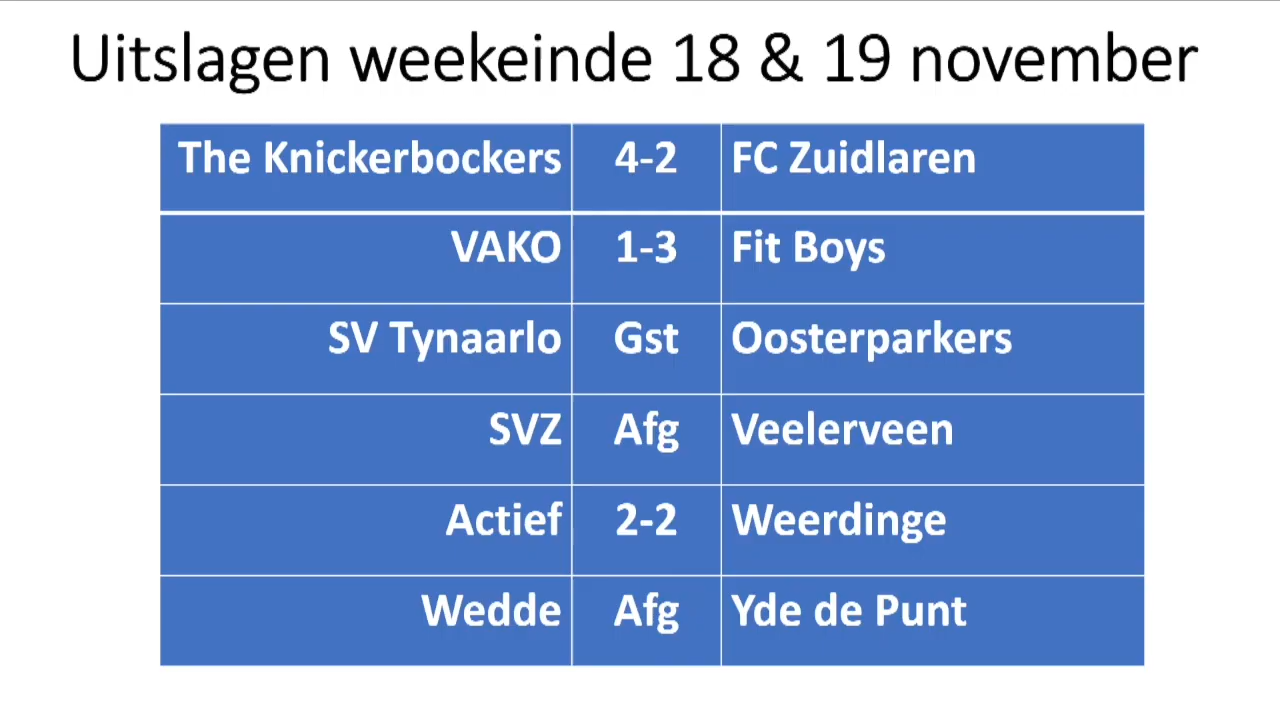 Uitslagen weekeinde 18 & 19 november
The Knickerbockers 4-2 FC Zuidlaren
VAKO 1-3 Fit Boys
SV Tynaarlo Gst Oosterparkers
SVZ Afg Veelerveen
Actief 2-2 Weerdinge
Wedde Afg Yde de Punt